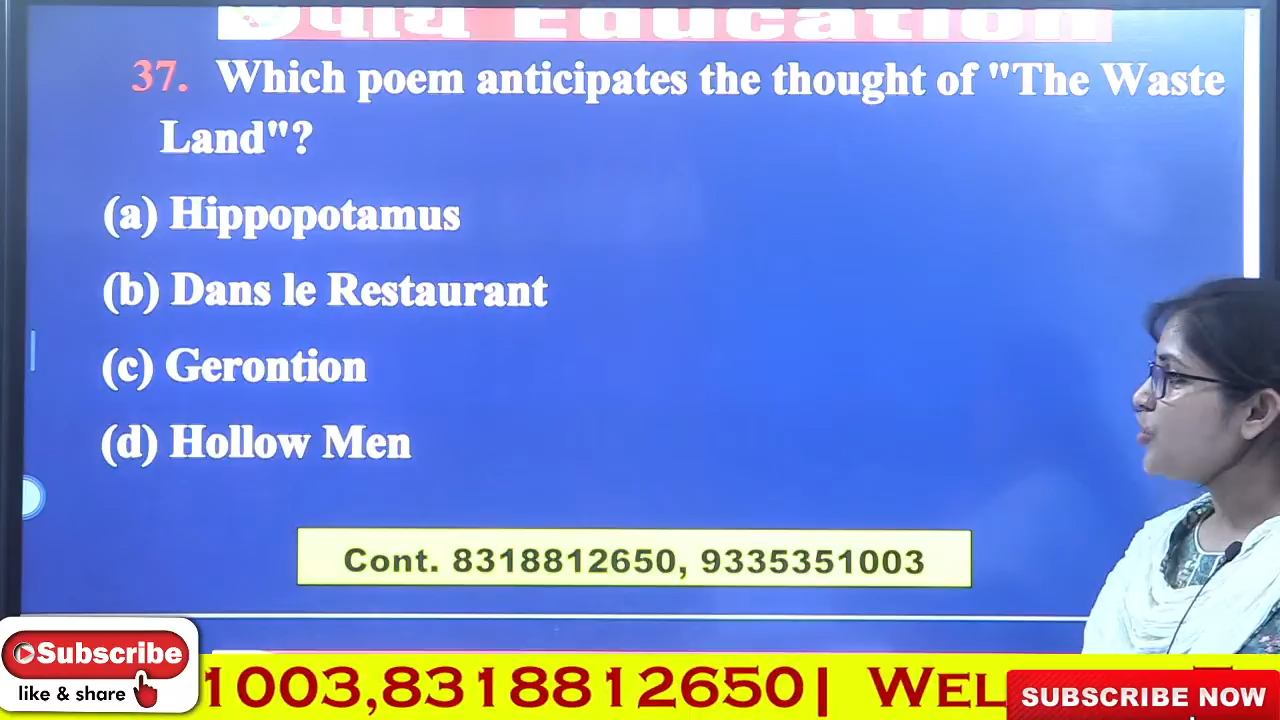 Education
37. Which poem anticipates the thought of "The Waste
Land"?
(a) Hippopotamus
(b) Dans le Restaurant
(c) Gerontion
(d) Hollow Men
Cont. 8318812650, 9335351003
Subscribe
like & share
1003,8318812650| WEL
SUBSCRIBE NOW